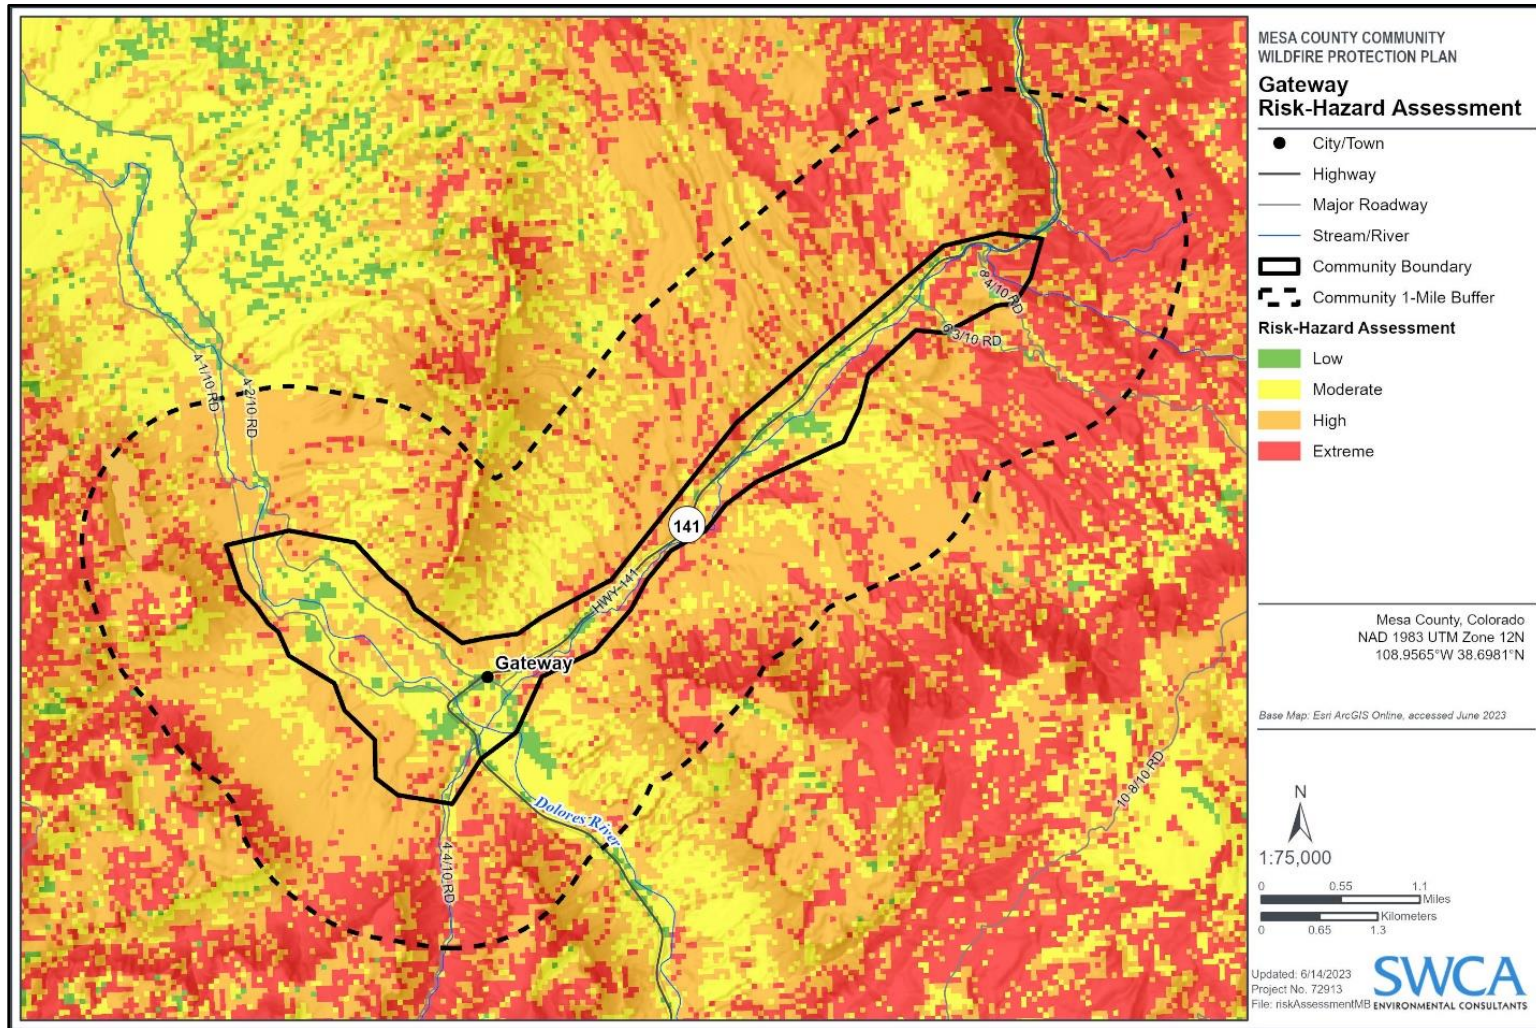 MESA COUNTY COMMUNITY
WILDFIRE PROTECTION PLAN
Gateway
Risk-Hazard Assessment
City/Town
Highway
Major Roadway
Stream/River
Community Boundary
Community 1-Mile Buffer
Risk-Hazard Assessment
Low
Moderate
High
Extreme
Mesa County, Colorado
NAD 1983 UTM Zone 12N
108.9565°W 38.6981°N
Base Map: Esri ArcGIS Online, accessed June 2023
N
1:75,000
0 0.55 1.1
Miles
Kilometers
0 0.65 1.3
Updated: 6/14/2023
Project No. 72913
File: riskAssessmentMB
SWCA
ENVIRONMENTAL CONSULTANTS
8 4/10 RD
6 3/10 RD
4 1/10 RD
4 2/10 RD
141
HWY 141
Gateway
Dolores River
4 4/10 RD
10 8/10 RD